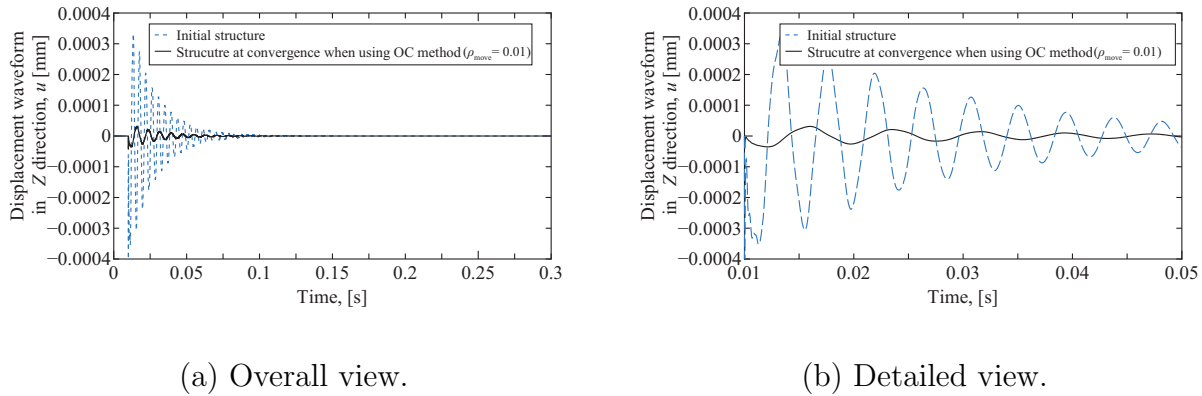 0.0004
0.0003
0.0002
0.0001
0
−0.0001
−0.0002
−0.0003
−0.0004
Displacement waveform
in Z direction, u [mm]
Initial structure
Strucutre at convergence when using OC method(ρmove= 0.01)
0 0.05 0.1 0.15 0.2 0.25 0.3
Time, [s]
(a) Overall view.
0.0004
0.0003
0.0002
0.0001
0
−0.0001
−0.0002
−0.0003
−0.0004
Displacement waveform
in Z direction, u [mm]
Initial structure
Strucutre at convergence when using OC method(ρmove= 0.01)
0.01 0.02 0.03 0.04 0.05
Time, [s]
(b) Detailed view.